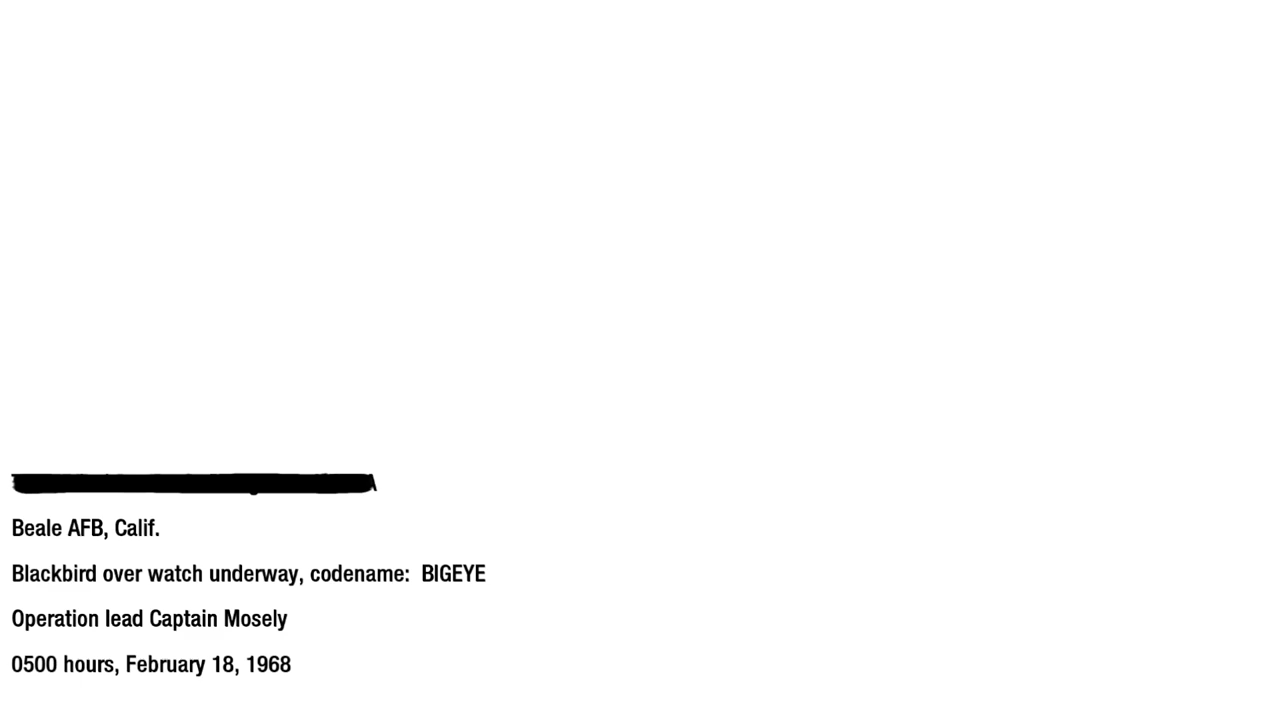 Beale AFB, Calif.
Blackbird over watch underway, codename:  BIGEYE
Operation lead Captain Mosely
0500 hours, February 18, 1968